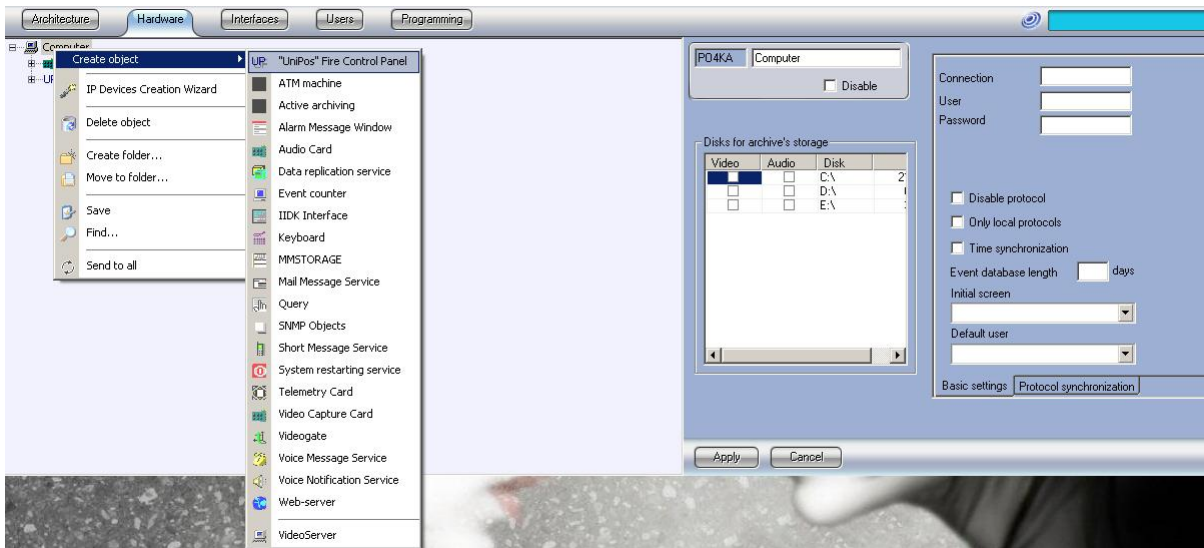 Architecture
Hardware
Interfaces
Users
Programming
Computer
UP
Create object
IP Devices Creation Wizard
Delete object
Create folder...
Move to folder...
Save
Find...
Send to all
UP. "UniPos" Fire Control Panel
ATM machine
Active archiving
Alarm Message Window
Audio Card
Data replication service
Event counter
IIDK Interface
Keyboard
MMSTORAGE
Mail Message Service
Query
SNMP Objects
Short Message Service
System restarting service
Telemetry Card
Video Capture Card
Videogate
Voice Message Service
Voice Notification Service
Web-server
VideoServer
PO4KA Computer
Disable
Disks for archive's storage
Video Audio Disk
C:\
D:\
E:\
Apply
Cancel
Connection
User
Password
Disable protocol
Only local protocols
Time synchronization
Event database length days
Initial screen
Default user
Basic settings
Protocol synchronization